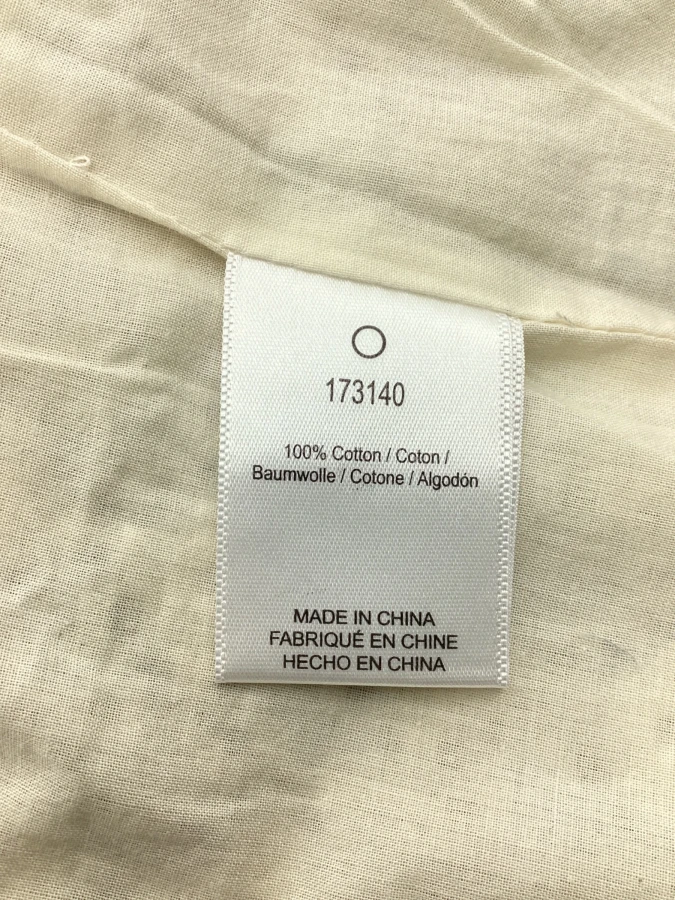 173140
100% Cotton / Coton /
Baumwolle / Cotone / Algodón
MADE IN CHINA
FABRIQUÉ EN CHINE
HECHO EN CHINA